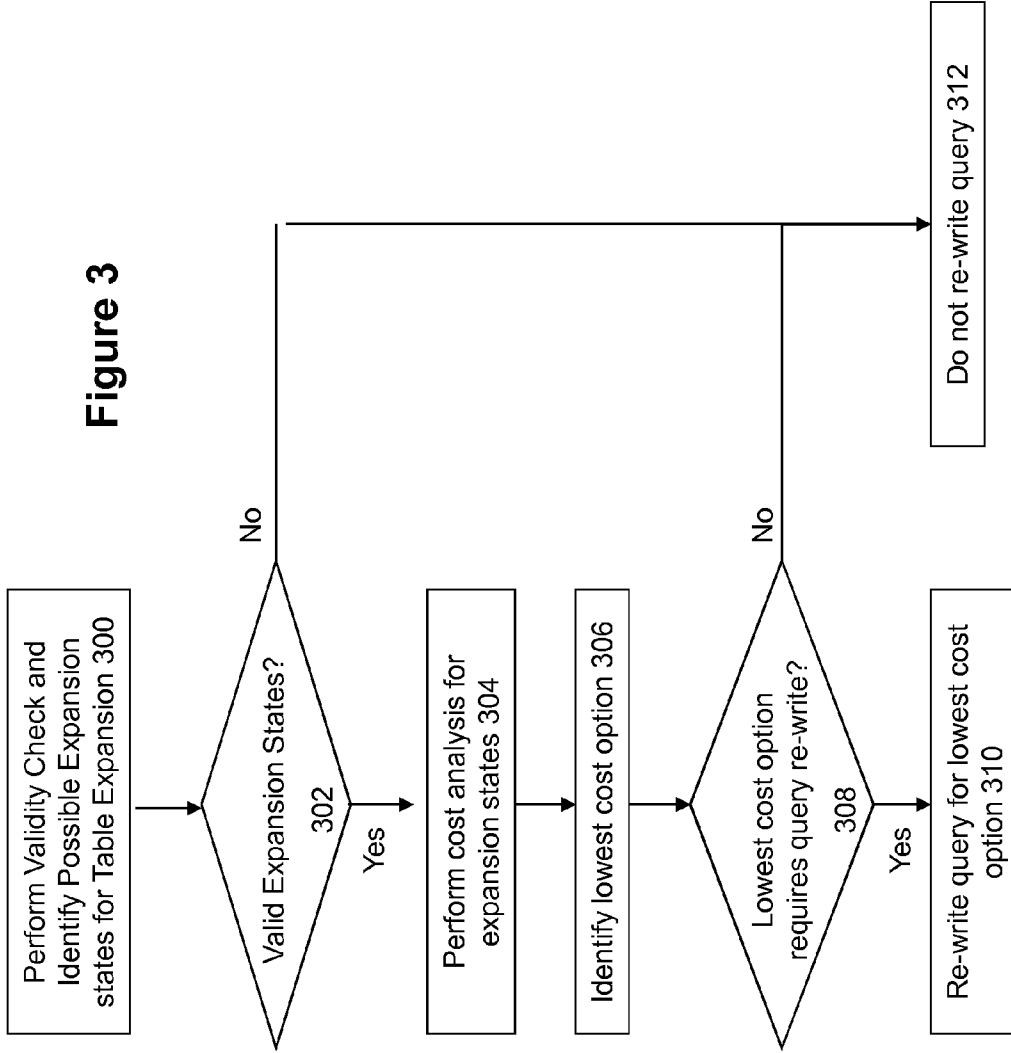 Figure 3
Perform Validity Check and
Identify Possible Expansion
states for Table Expansion 300
Valid Expansion States?
302
No
Yes
Perform cost analysis for
expansion states 304
Identify lowest cost option 306
Lowest cost option
requires query re-write?
308
No
Yes
Re-write query for lowest cost
option 310
Do not re-write query 312